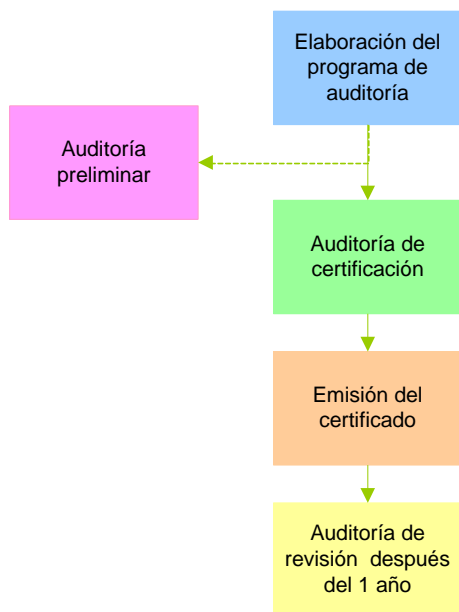 Elaboración del
programa de
auditoría
Auditoría
preliminar
Auditoría de
certificación
Emisión del
certificado
Auditoría de
revisión después
del 1 año